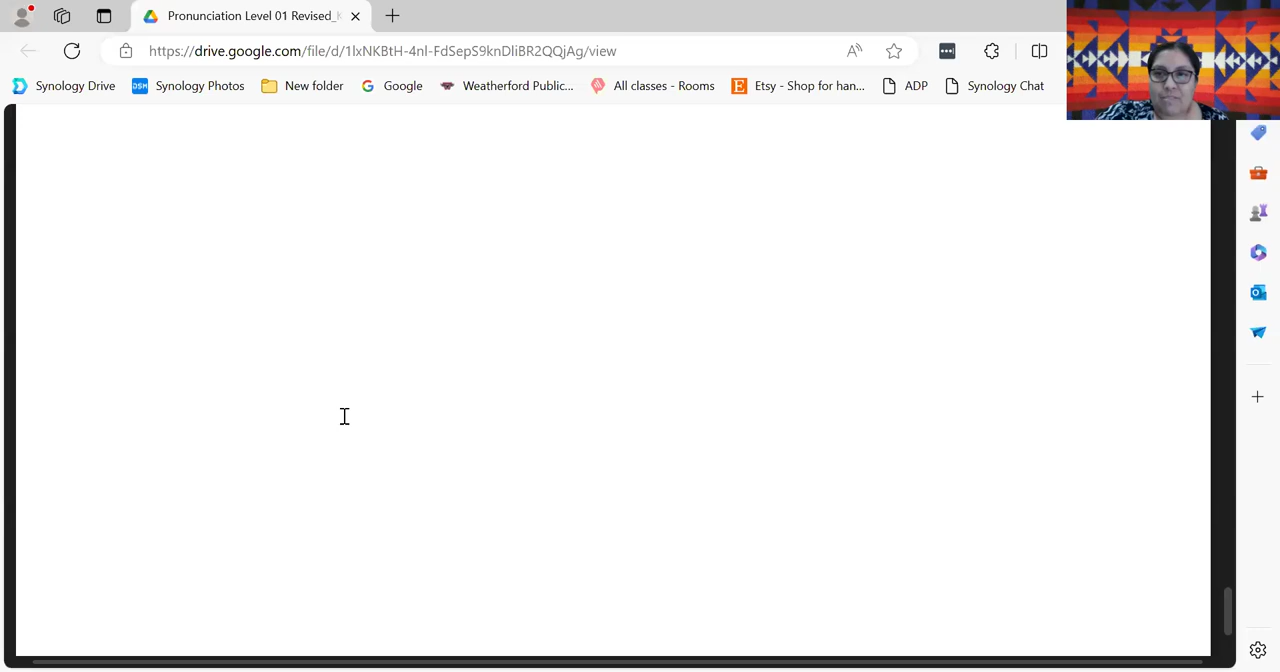 Pronunciation Level 01 Revised_
https://drive.google.com/file/d/1lxNKBtH-4nI-FdSepS9knDliBR2QQjAg/view
Synology Drive
DSM Synology Photos
New folder
Google
Weatherford Public...
All classes - Rooms
E Etsy - Shop for han...
ADP
Synology Chat